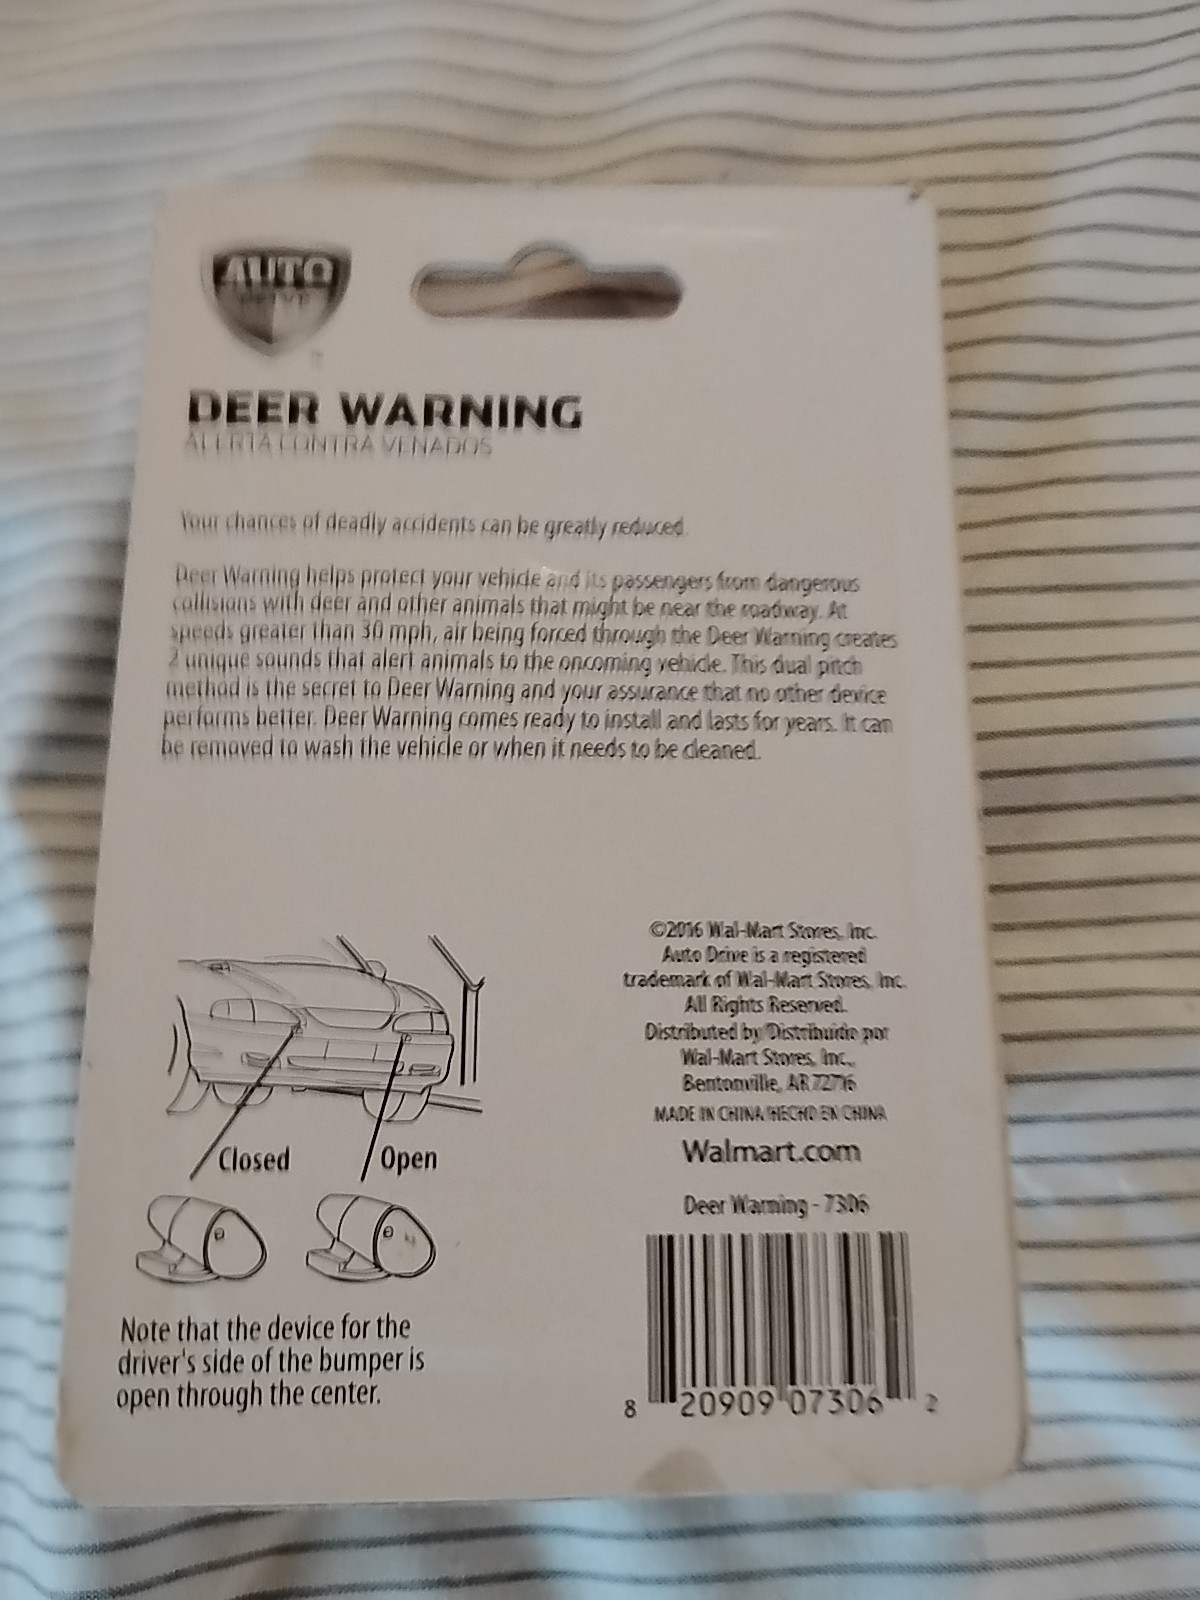 AUTO
DRIVE
DEER WARNING
ALERTA CONTRA VENADOS
Your chances of deadly accidents can be greatly reduced.
Deer Warning helps protect your vehicle and its passengers from dangerous
collisions with deer and other animals that might be near the roadway. At
speeds greater than 30 mph, air being forced through the Deer Warning creates
2 unique sounds that alert animals to the oncoming vehicle. This dual pitch
method is the secret to Deer Warning and your assurance that no other device
performs better. Deer Warning comes ready to install and lasts for years. It can
be removed to wash the vehicle or when it needs to be cleaned.
Closed
Open
Note that the device for the
driver's side of the bumper is
open through the center.
©2016 Wal-Mart Stores, Inc.
Auto Drive is a registered
trademark of Wal-Mart Stores, Inc.
All Rights Reserved.
Distributed by/Distribuido por
Wal-Mart Stores, Inc.,
Bentonville, AR 72716
MADE IN CHINA/HECHO EN CHINA
Walmart.com
Deer Warning - 7306
8 20909 07306 2